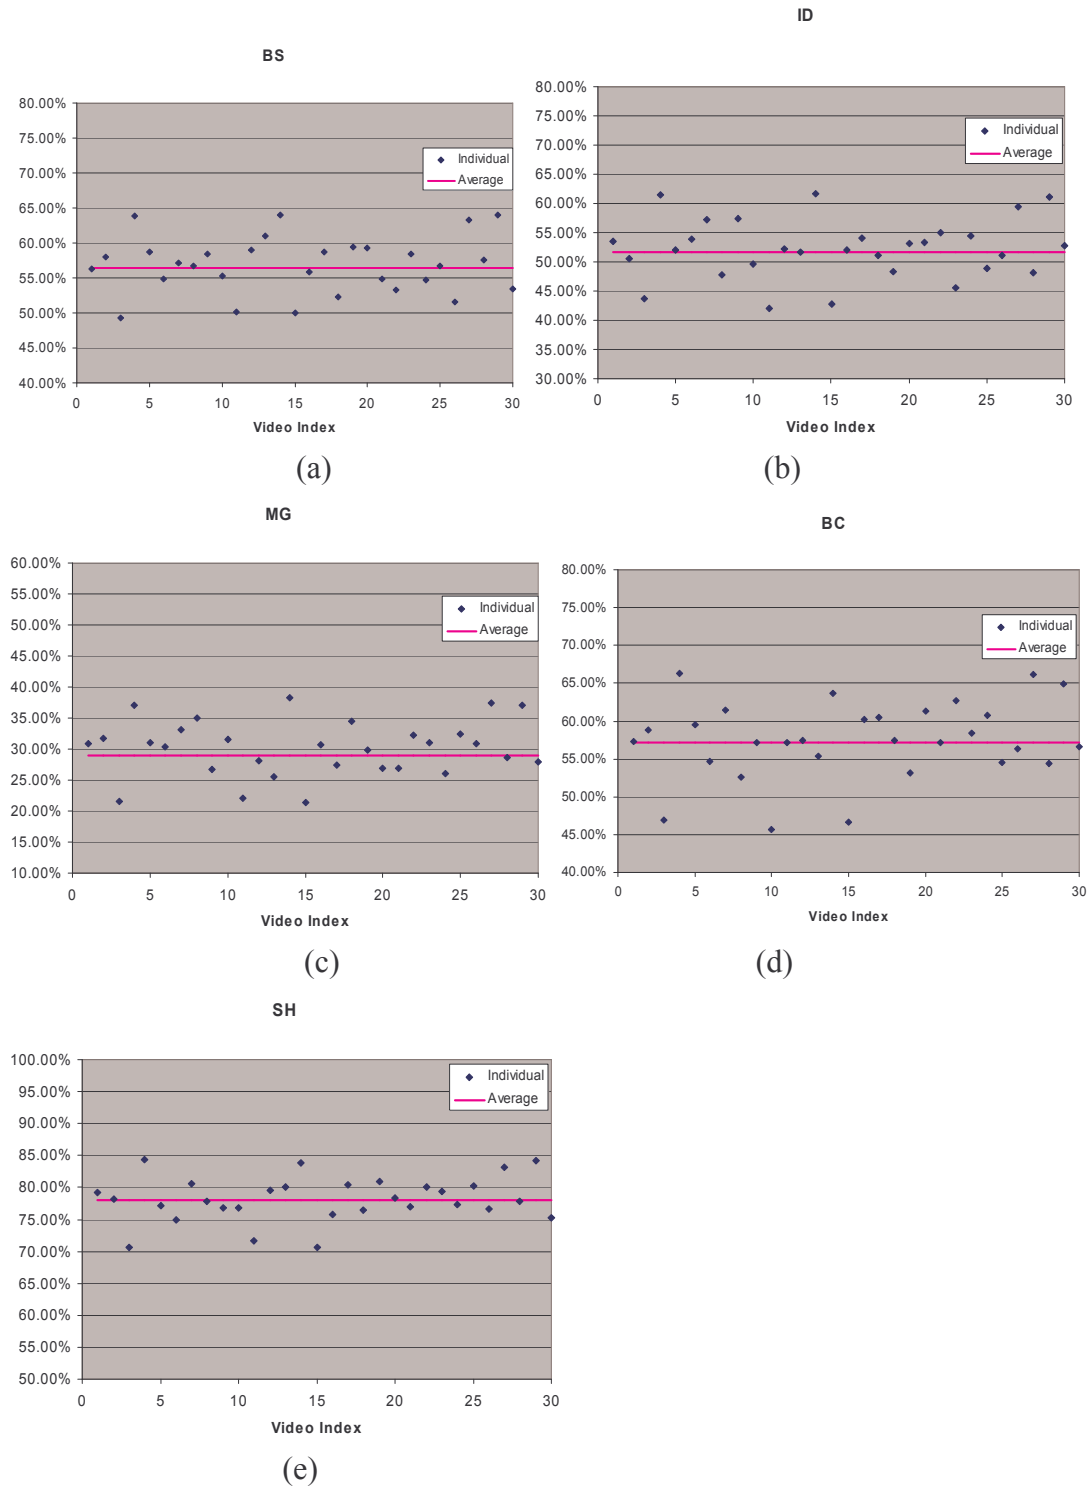 BS
80.00%
75.00%
70.00%
65.00%
60.00%
55.00%
50.00%
45.00%
40.00%
Individual
Average
0 5 10 15 20 25 30
Video Index
(a)
ID
80.00%
75.00%
70.00%
65.00%
60.00%
55.00%
50.00%
45.00%
40.00%
35.00%
30.00%
Individual
Average
0 5 10 15 20 25 30
Video Index
(b)
MG
60.00%
55.00%
50.00%
45.00%
40.00%
35.00%
30.00%
25.00%
20.00%
15.00%
10.00%
Individual
Average
0 5 10 15 20 25 30
Video Index
(c)
BC
80.00%
75.00%
70.00%
65.00%
60.00%
55.00%
50.00%
45.00%
40.00%
Individual
Average
0 5 10 15 20 25 30
Video Index
(d)
SH
100.00%
95.00%
90.00%
85.00%
80.00%
75.00%
70.00%
65.00%
60.00%
55.00%
50.00%
Individual
Average
0 5 10 15 20 25 30
Video Index
(e)